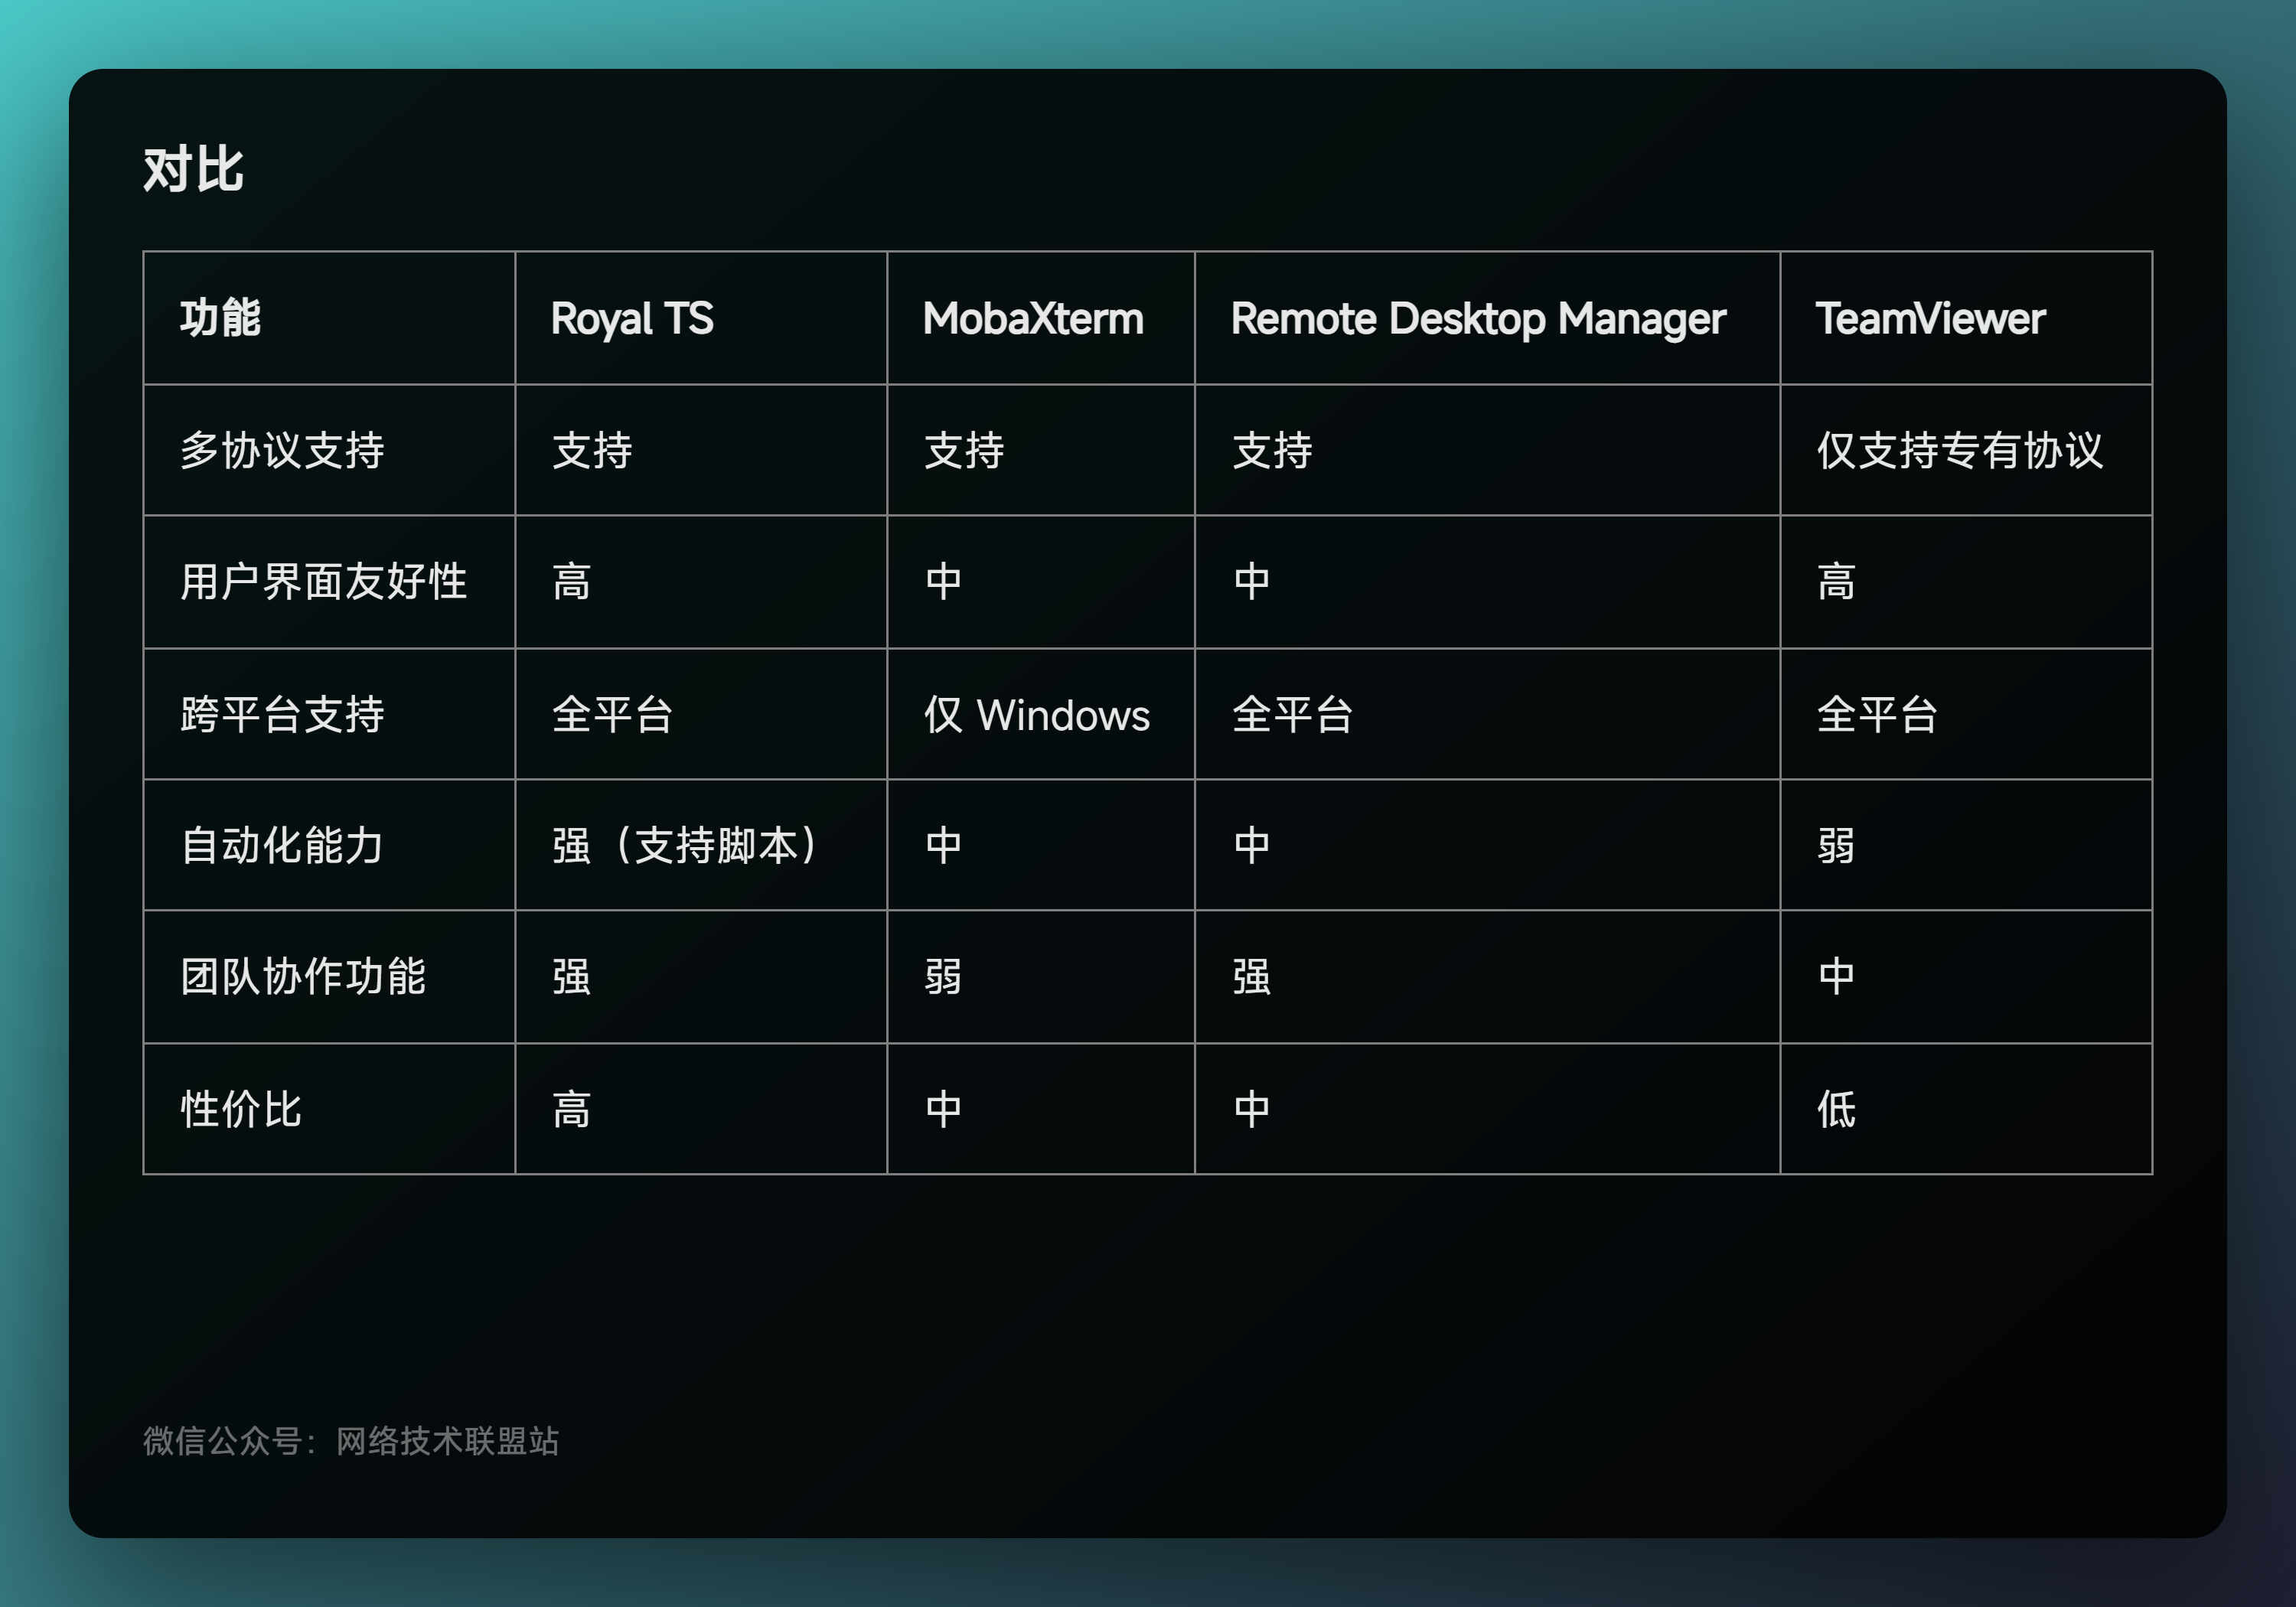 对比
功能 Royal TS MobaXterm Remote Desktop Manager TeamViewer
多协议支持 支持 支持 支持 仅支持专有协议
用户界面友好性 高 中 中 高
跨平台支持 全平台 仅 Windows 全平台 全平台
自动化能力 强（支持脚本） 中 中 弱
团队协作功能 强 弱 强 中
性价比 高 中 中 低
微信公众号：网络技术联盟站